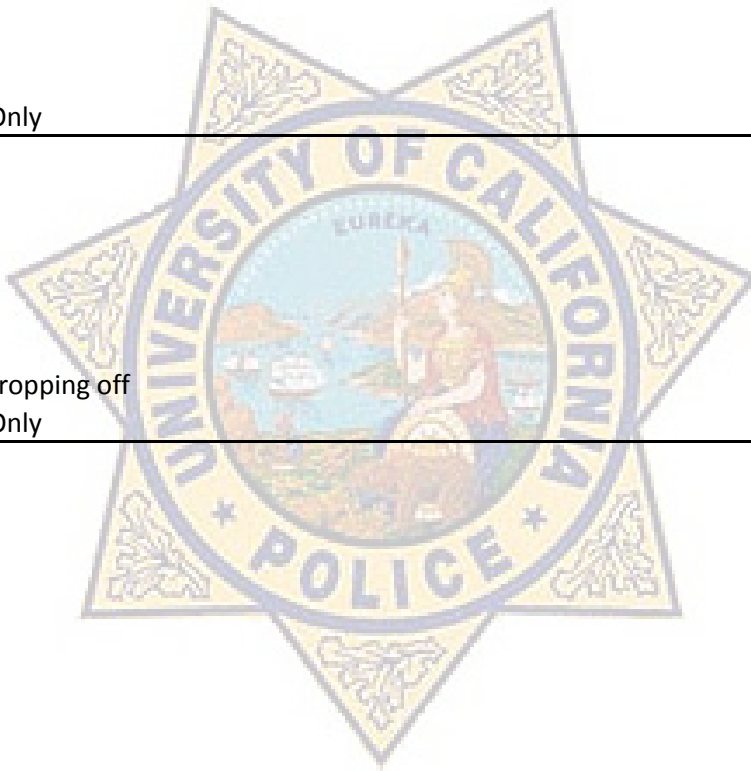 Only
UNIVERSITY OF CALIFORNIA
EUREKA
ropping off
Only
POLICE